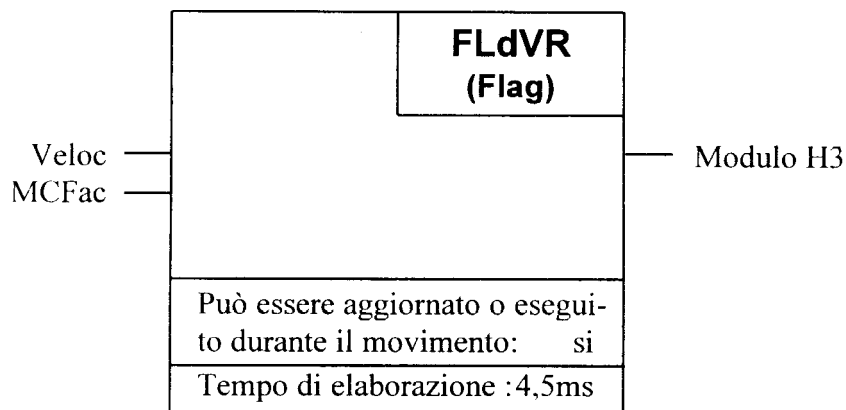 FLdVR
(Flag)
Veloc
Modulo H3
MCFac
Può essere aggiornato o esegui-
to durante il movimento: si
Tempo di elaborazione :4,5ms